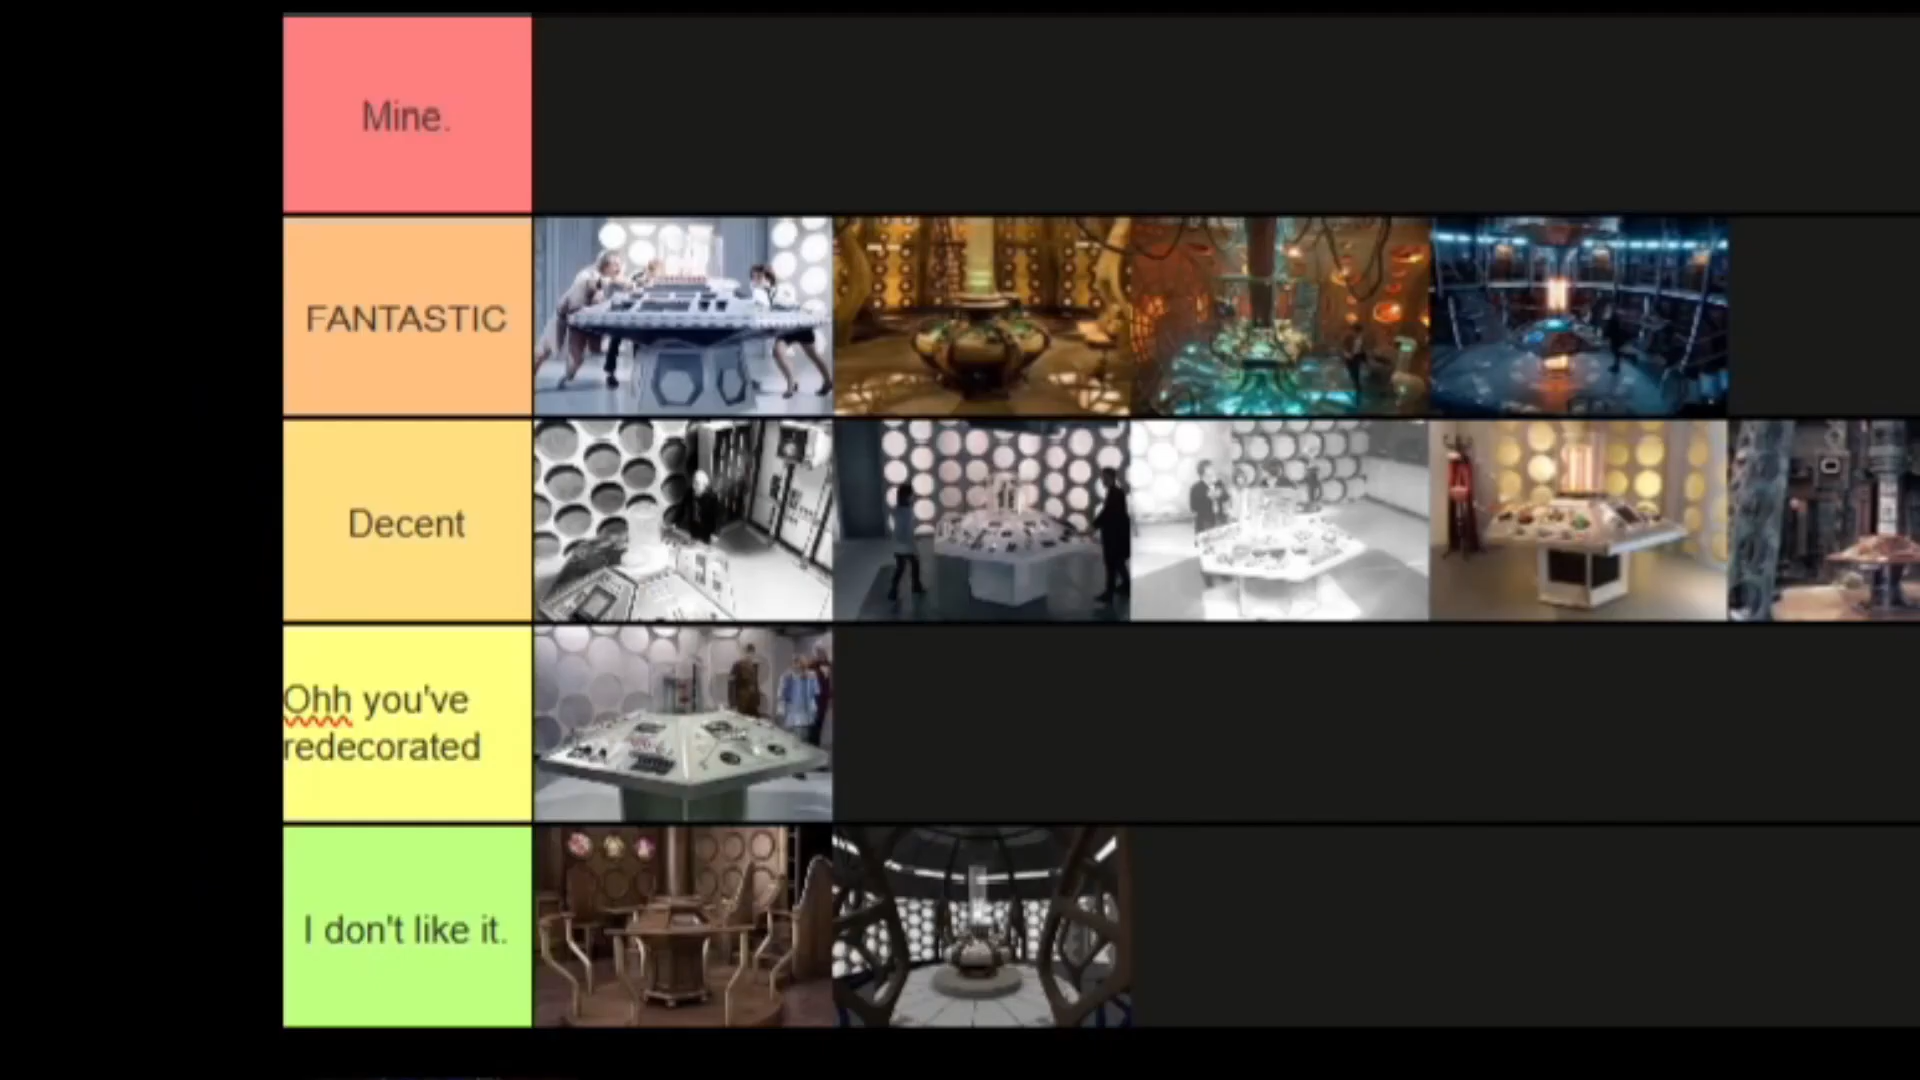 Mine.
FANTASTIC
Decent
Ohh you've
redecorated
I don't like it.